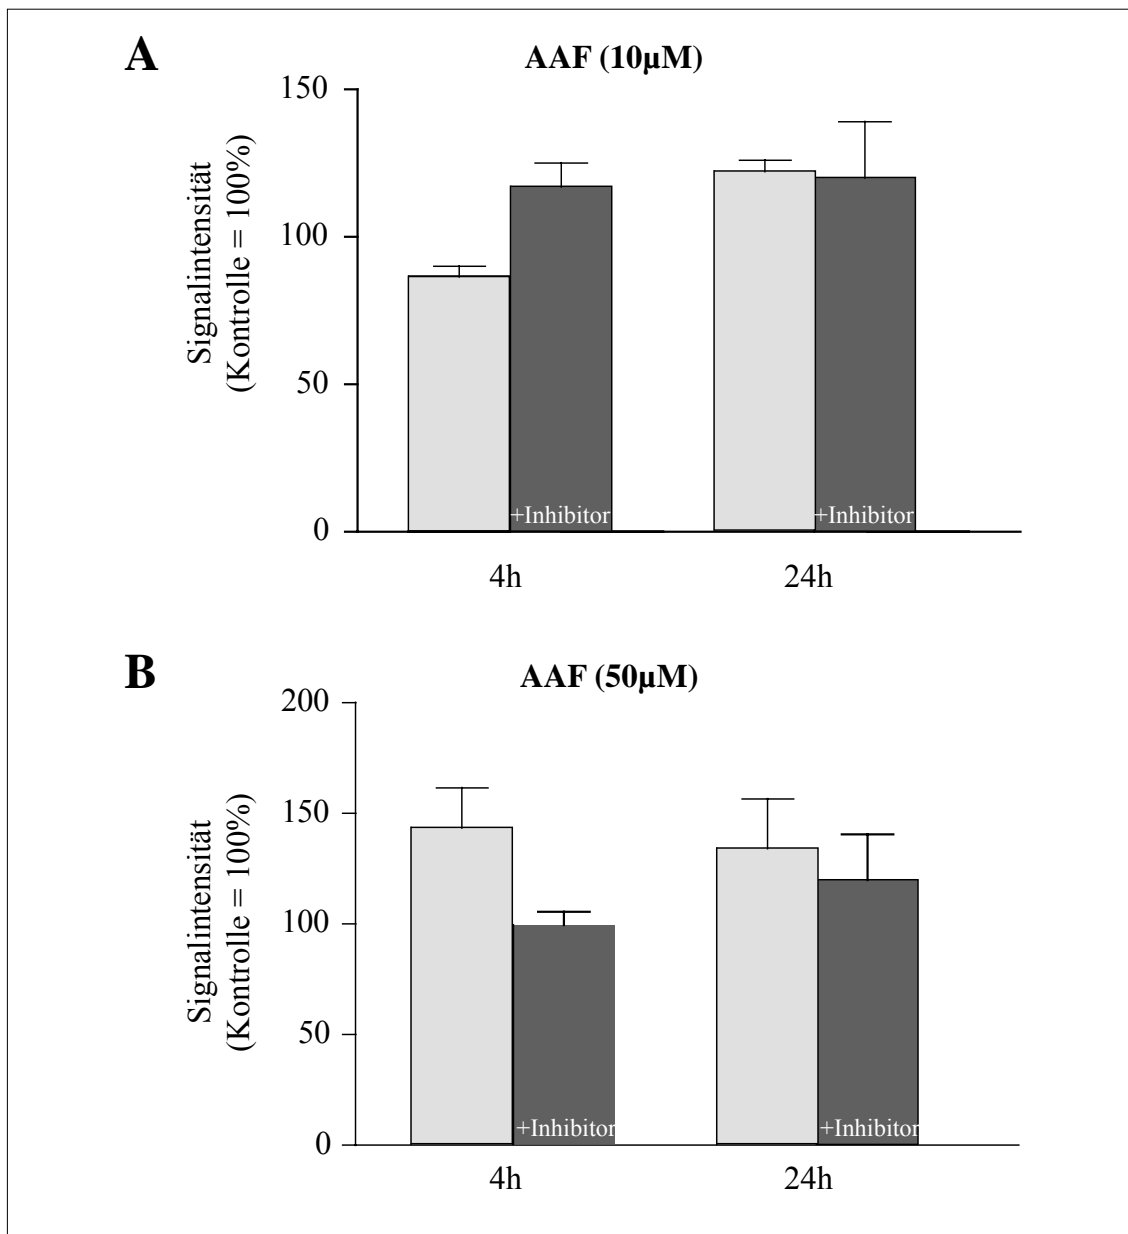 A
AAF (10µM)
Signalintensität
(Kontrolle = 100%)
150
100
50
0
+Inhibitor
+Inhibitor
4h
24h
B
AAF (50µM)
Signalintensität
(Kontrolle = 100%)
200
150
100
50
0
+Inhibitor
+Inhibitor
4h
24h